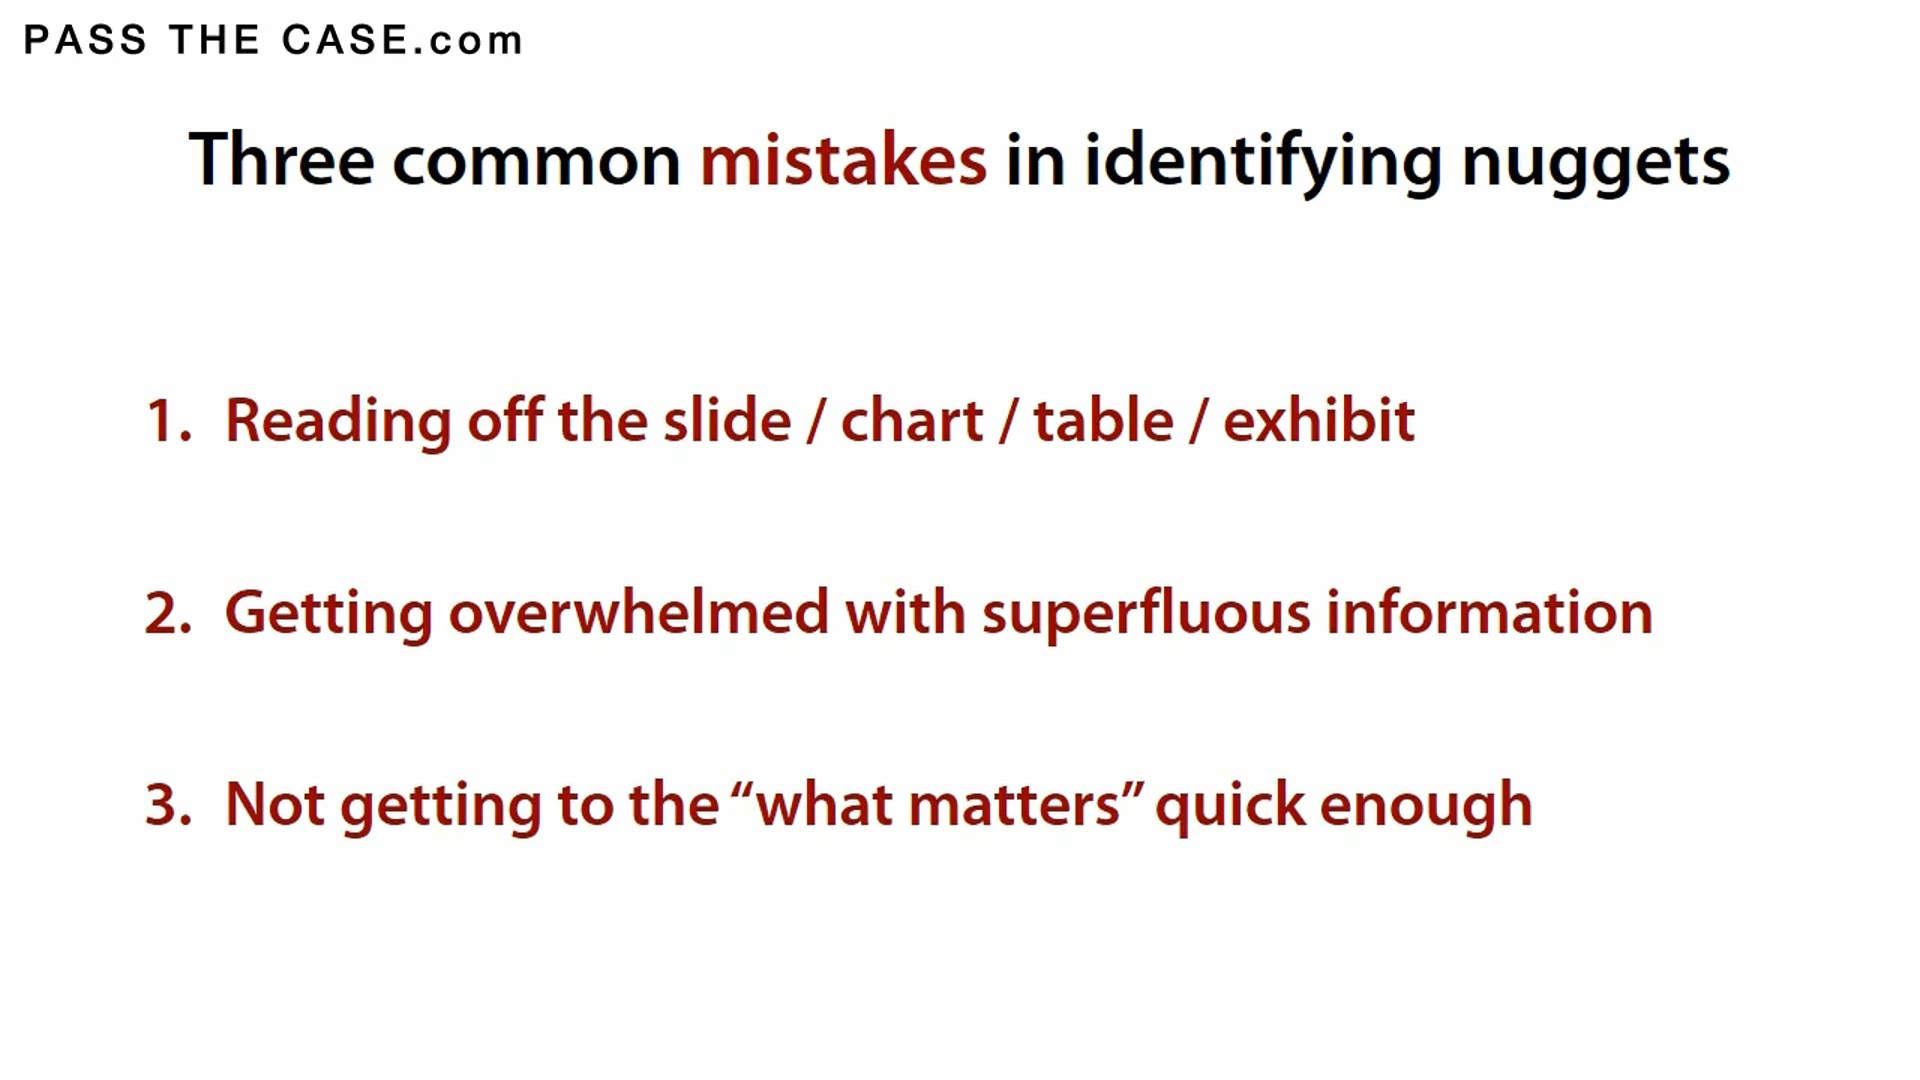 PASS THE CASE.com
Three common mistakes in identifying nuggets
1. Reading off the slide / chart / table / exhibit
2. Getting overwhelmed with superfluous information
3. Not getting to the “what matters” quick enough